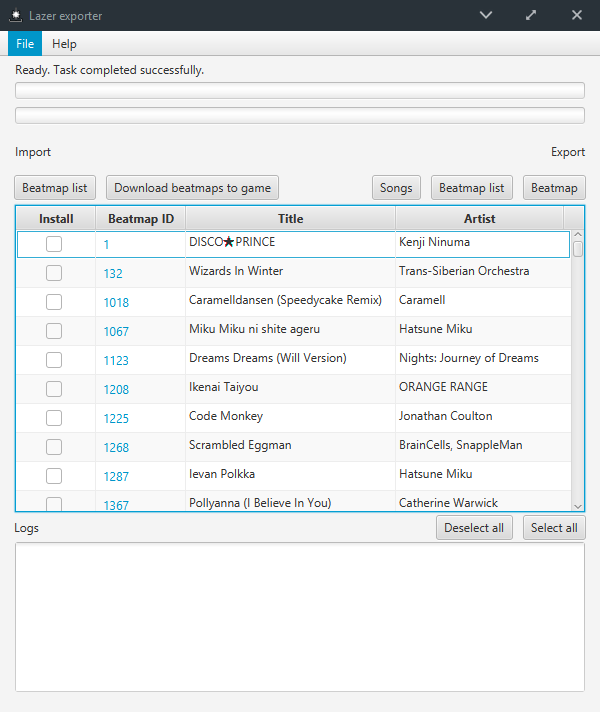 Lazer exporter
File Help
Ready. Task completed successfully.
Import Export
Beatmap list Download beatmaps to game Songs Beatmap list Beatmap
Install Beatmap ID Title Artist
1 DISCO★PRINCE Kenji Ninuma
132 Wizards In Winter Trans-Siberian Orchestra
1018 Caramelldansen (Speedycake Remix) Caramell
1067 Miku Miku ni shite ageru Hatsune Miku
1123 Dreams Dreams (Will Version) Nights: Journey of Dreams
1208 Ikenai Taiyou ORANGE RANGE
1225 Code Monkey Jonathan Coulton
1268 Scrambled Eggman BrainCells, SnappleMan
1287 Ievan Polkka Hatsune Miku
1367 Pollyanna (I Believe In You) Catherine Warwick
Logs Deselect all Select all